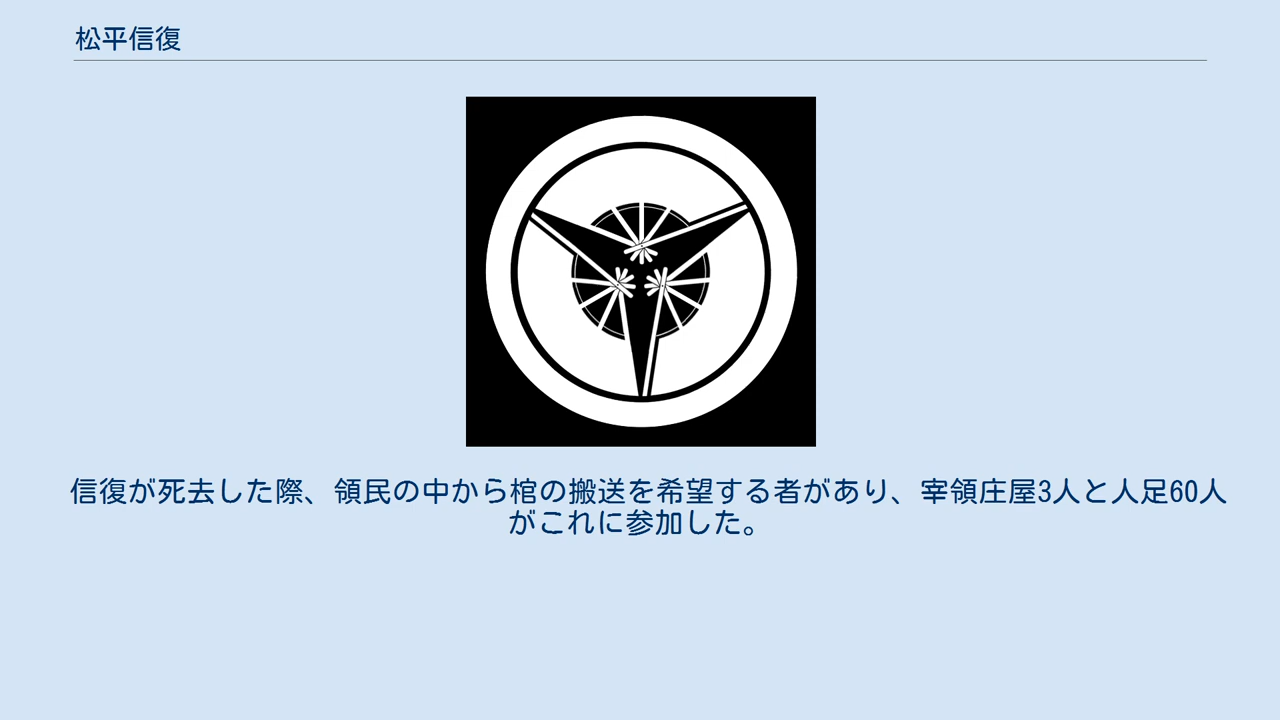 松平信復
信復が死去した際、領民の中から棺の搬送を希望する者があり、宰領庄屋3人と人足60人
がこれに参加した。